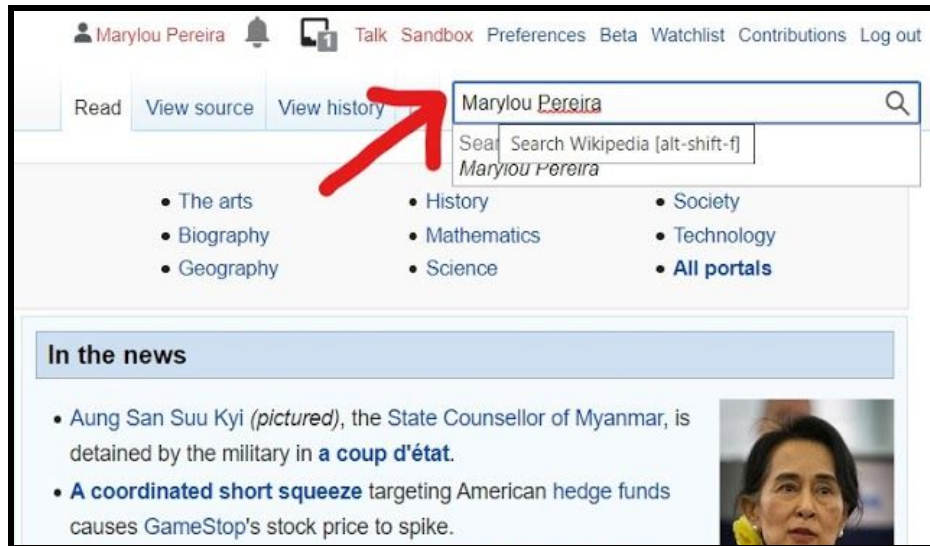 Marylou Pereira 1 Talk Sandbox Preferences Beta Watchlist Contributions Log out
Read View source View history Marylou Pereira
Search Wikipedia [alt-shift-f]
Marylou Pereira
• The arts • History • Society
• Biography • Mathematics • Technology
• Geography • Science • All portals
In the news
• Aung San Suu Kyi (pictured), the State Counsellor of Myanmar, is
detained by the military in a coup d'état.
• A coordinated short squeeze targeting American hedge funds
causes GameStop's stock price to spike.